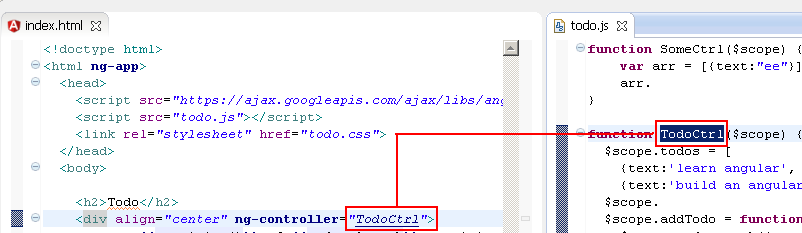 index.html
<!doctype html>
<html ng-app>
<head>
<script src="https://ajax.googleapis.com/ajax/libs/ang
<script src="todo.js"></script>
<link rel="stylesheet" href="todo.css">
</head>
<body>
<h2>Todo</h2>
<div align="center" ng-controller="TodoCtrl">
todo.js
function SomeCtrl($scope) {
var arr = [{text:"ee"}]
arr.
}
function TodoCtrl($scope) {
$scope.todos = [
{text:'learn angular',
{text:'build an angular
$scope.
$scope.addTodo = function